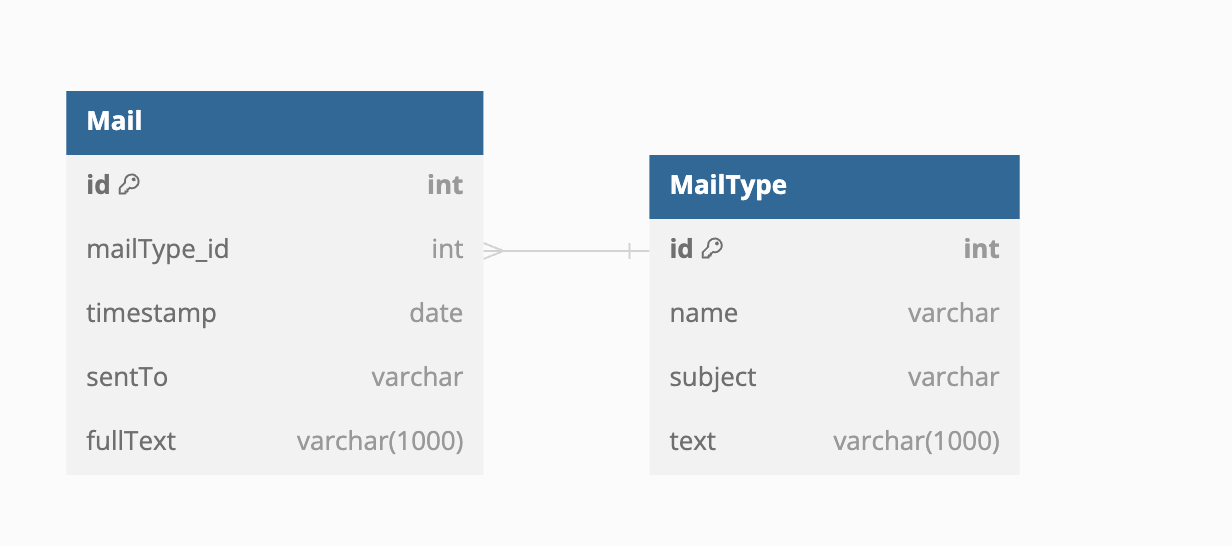 Mail
id int
mailType_id int
timestamp date
sentTo varchar
fullText varchar(1000)
MailType
id int
name varchar
subject varchar
text varchar(1000)